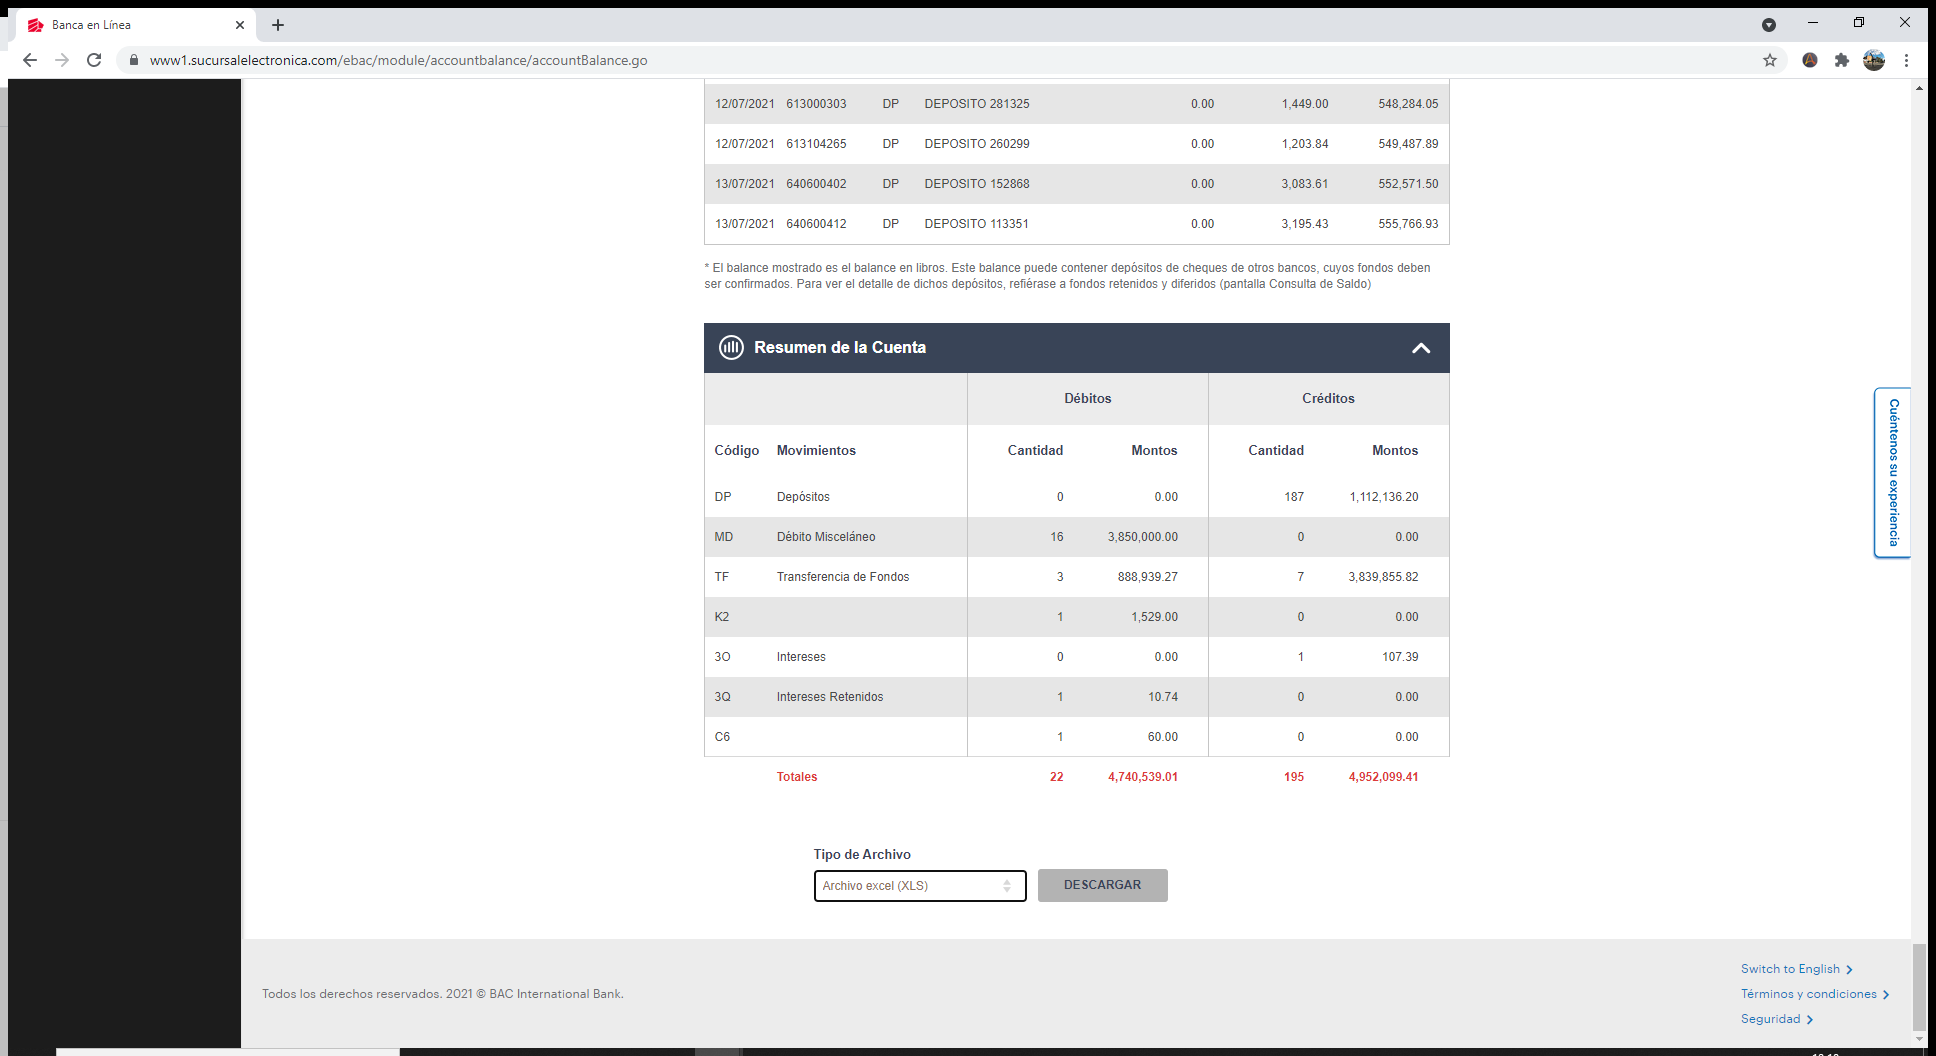 Banca en Línea
www1.sucursalelectronica.com/ebac/module/accountbalance/accountBalance.go
12/07/2021 613000303 DP DEPOSITO 281325 0.00 1,449.00 548,284.05
12/07/2021 613104265 DP DEPOSITO 260299 0.00 1,203.84 549,487.89
13/07/2021 640600402 DP DEPOSITO 152868 0.00 3,083.61 552,571.50
13/07/2021 640600412 DP DEPOSITO 113351 0.00 3,195.43 555,766.93
* El balance mostrado es el balance en libros. Este balance puede contener depósitos de cheques de otros bancos, cuyos fondos deben
ser confirmados. Para ver el detalle de dichos depósitos, refiérase a fondos retenidos y diferidos (pantalla Consulta de Saldo)
Resumen de la Cuenta
Débitos Créditos
Código Movimientos Cantidad Montos Cantidad Montos
DP Depósitos 0 0.00 187 1,112,136.20
MD Débito Misceláneo 16 3,850,000.00 0 0.00
TF Transferencia de Fondos 3 888,939.27 7 3,839,855.82
K2 1 1,529.00 0 0.00
3O Intereses 0 0.00 1 107.39
3Q Intereses Retenidos 1 10.74 0 0.00
C6 1 60.00 0 0.00
Totales 22 4,740,539.01 195 4,952,099.41
Cuéntenos su experiencia
Tipo de Archivo
Archivo excel (XLS) DESCARGAR
Todos los derechos reservados. 2021 © BAC International Bank.
Switch to English
Términos y condiciones
Seguridad